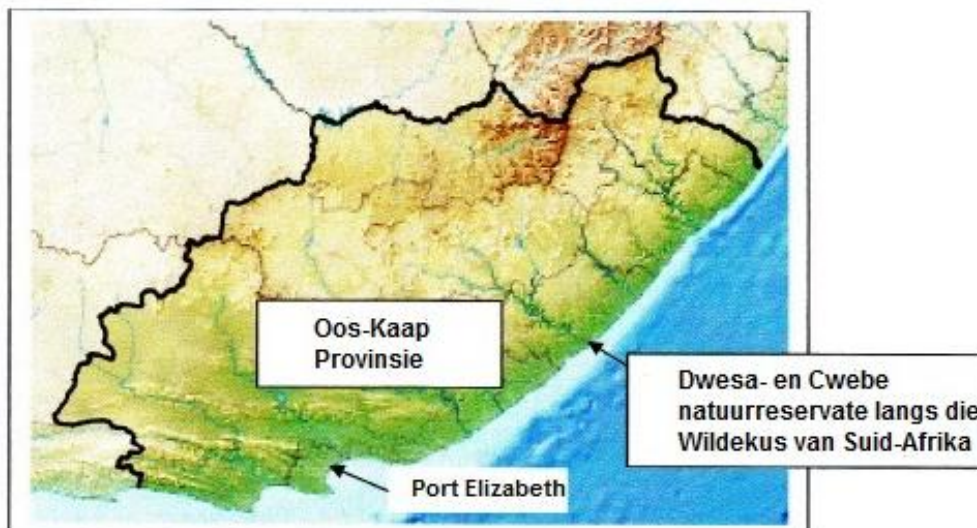 Oos-Kaap
Provinsie
Dwesa- en Cwebe
natuurreservate langs die
Wildekus van Suid-Afrika
Port Elizabeth